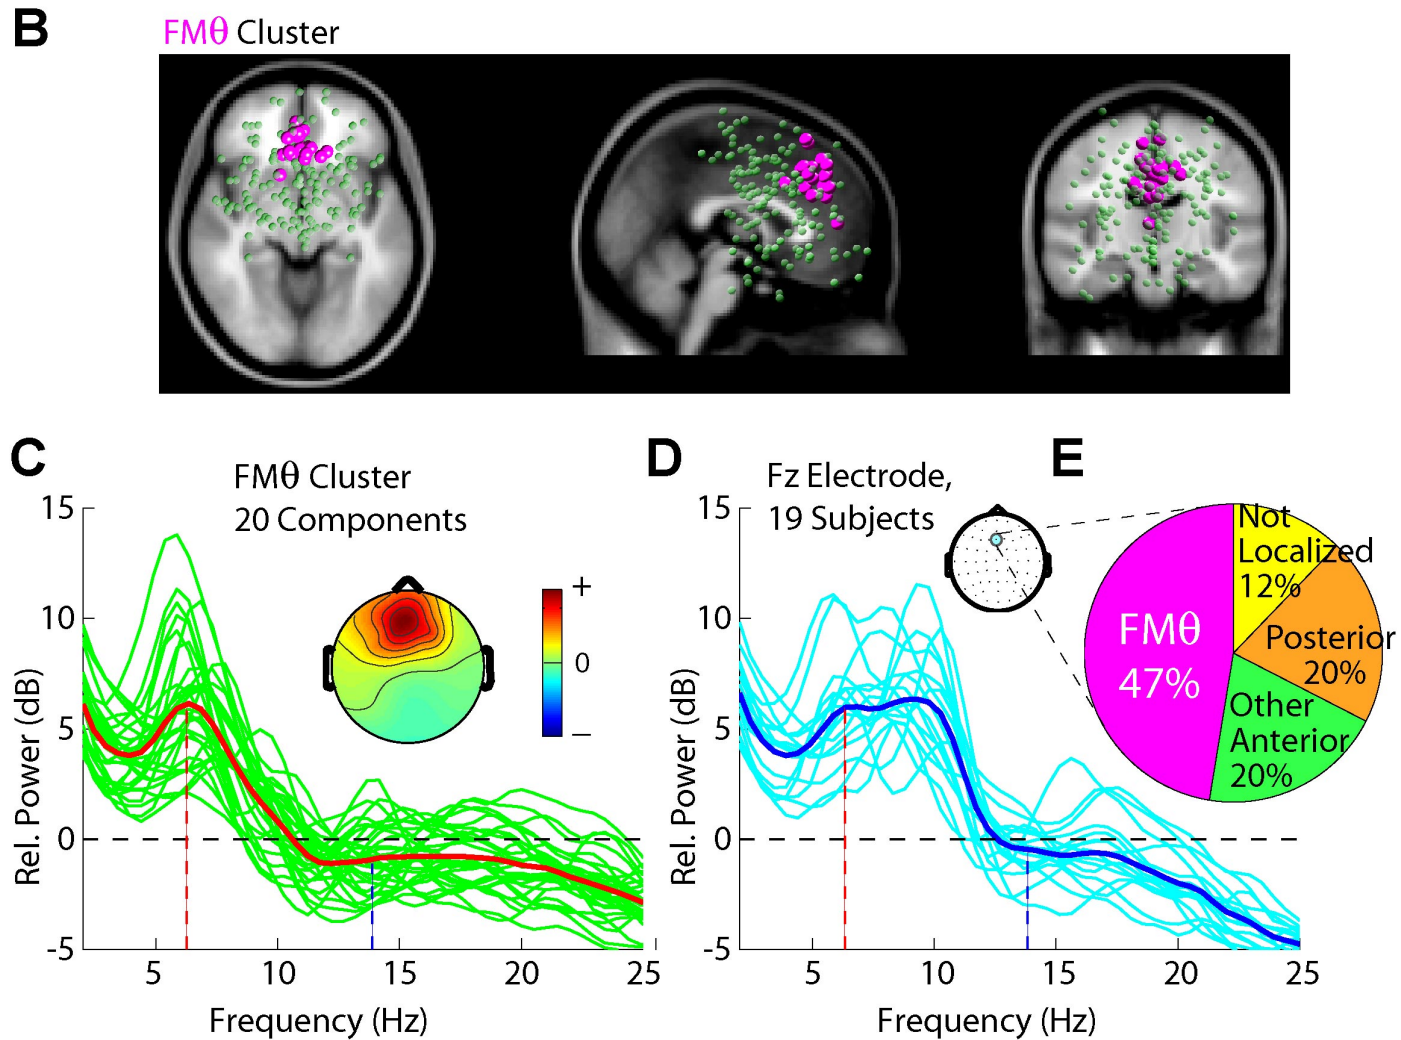 B
FMθ Cluster
C
FMθ Cluster
20 Components
+
0
−
15
10
5
0
-5
Rel. Power (dB)
5
10
15
20
25
Frequency (Hz)
D
Fz Electrode,
19 Subjects
15
10
5
0
-5
Rel. Power (dB)
5
10
15
20
25
Frequency (Hz)
E
Not
Localized
12%
FMθ
47%
Posterior
20%
Other
Anterior
20%